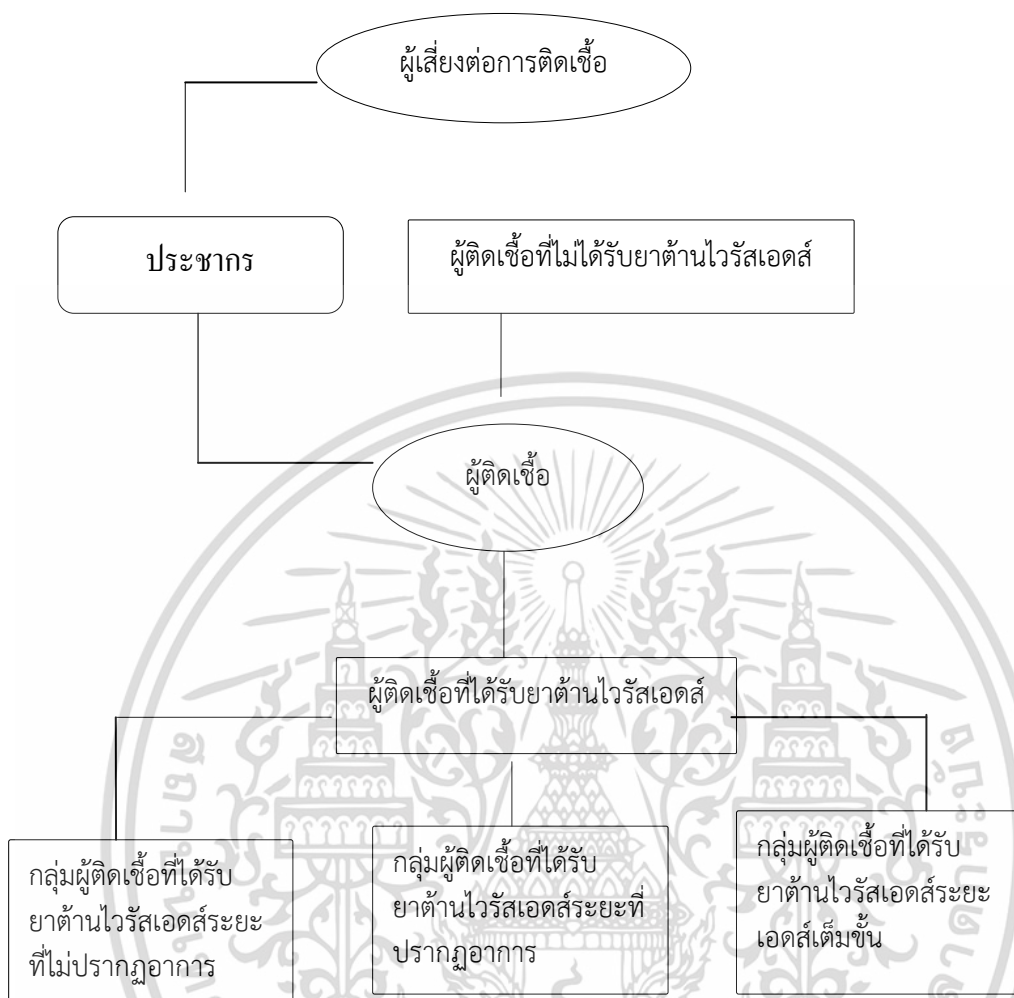 ผู้เสี่ยงต่อการติดเชื้อ
ประชากร
ผู้ติดเชื้อที่ไม่ได้รับยาต้านไวรัสเอดส์
ผู้ติดเชื้อ
ผู้ติดเชื้อที่ได้รับยาต้านไวรัสเอดส์
กลุ่มผู้ติดเชื้อที่ได้รับ
ยาต้านไวรัสเอดส์ระยะ
ที่ไม่ปรากฏอาการ
กลุ่มผู้ติดเชื้อที่ได้รับ
ยาต้านไวรัสเอดส์ระยะที่
ปรากฏอาการ
กลุ่มผู้ติดเชื้อที่ได้รับ
ยาต้านไวรัสเอดส์ระยะ
เอดส์เต็มขั้น